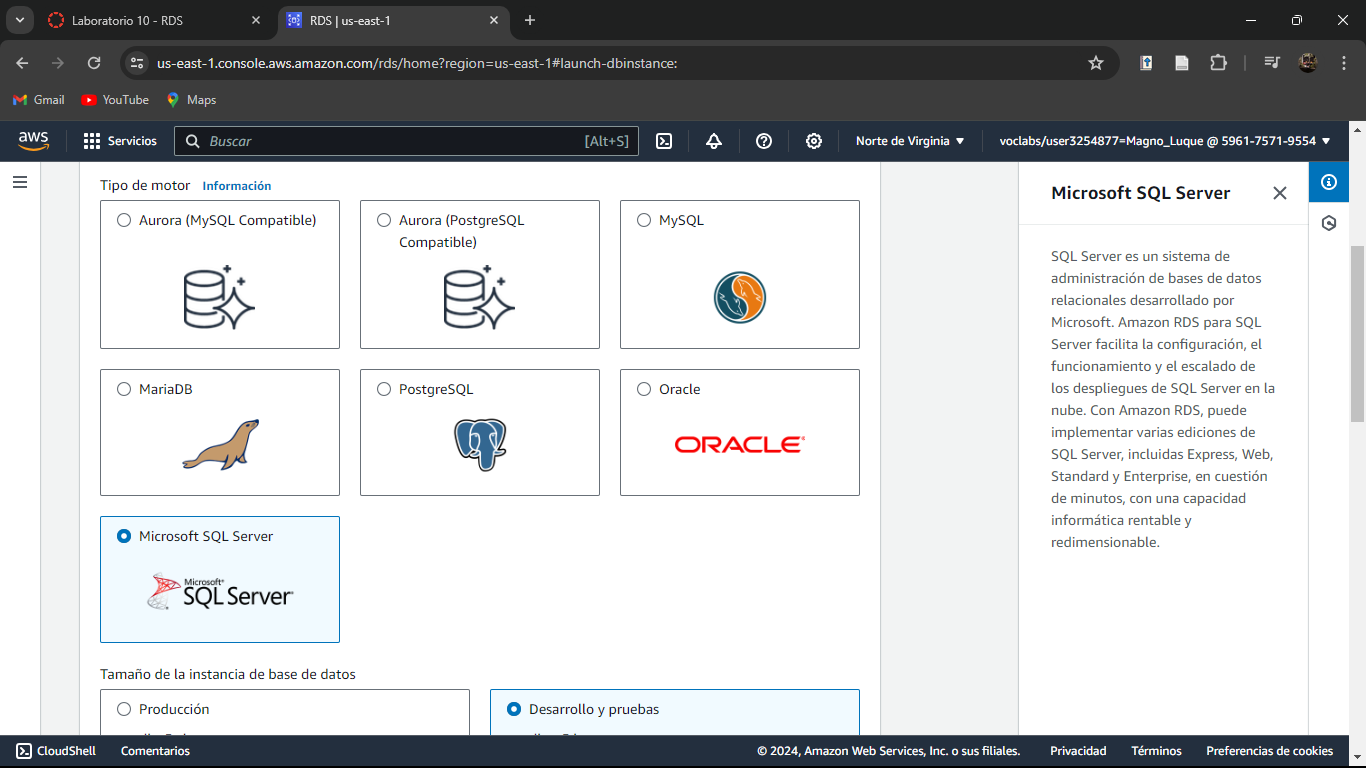 Laboratorio 10 - RDS
RDS | us-east-1
us-east-1.console.aws.amazon.com/rds/home?region=us-east-1#launch-dbinstance:
Gmail
YouTube
Maps
aws
Servicios
Buscar
[Alt+S]
Norte de Virginia
voclabs/user3254877=Magno_Luque @ 5961-7571-9554
Tipo de motor Información
Aurora (MySQL Compatible)
Aurora (PostgreSQL
Compatible)
MySQL
MariaDB
PostgreSQL
Oracle
ORACLE
Microsoft SQL Server
Microsoft®
SQL Server
Tamaño de la instancia de base de datos
Producción
Desarrollo y pruebas
Microsoft SQL Server
SQL Server es un sistema de
administración de bases de datos
relacionales desarrollado por
Microsoft. Amazon RDS para SQL
Server facilita la configuración, el
funcionamiento y el escalado de
los despliegues de SQL Server en la
nube. Con Amazon RDS, puede
implementar varias ediciones de
SQL Server, incluidas Express, Web,
Standard y Enterprise, en cuestión
de minutos, con una capacidad
informática rentable y
redimensionable.
CloudShell
Comentarios
© 2024, Amazon Web Services, Inc. o sus filiales.
Privacidad
Términos
Preferencias de cookies